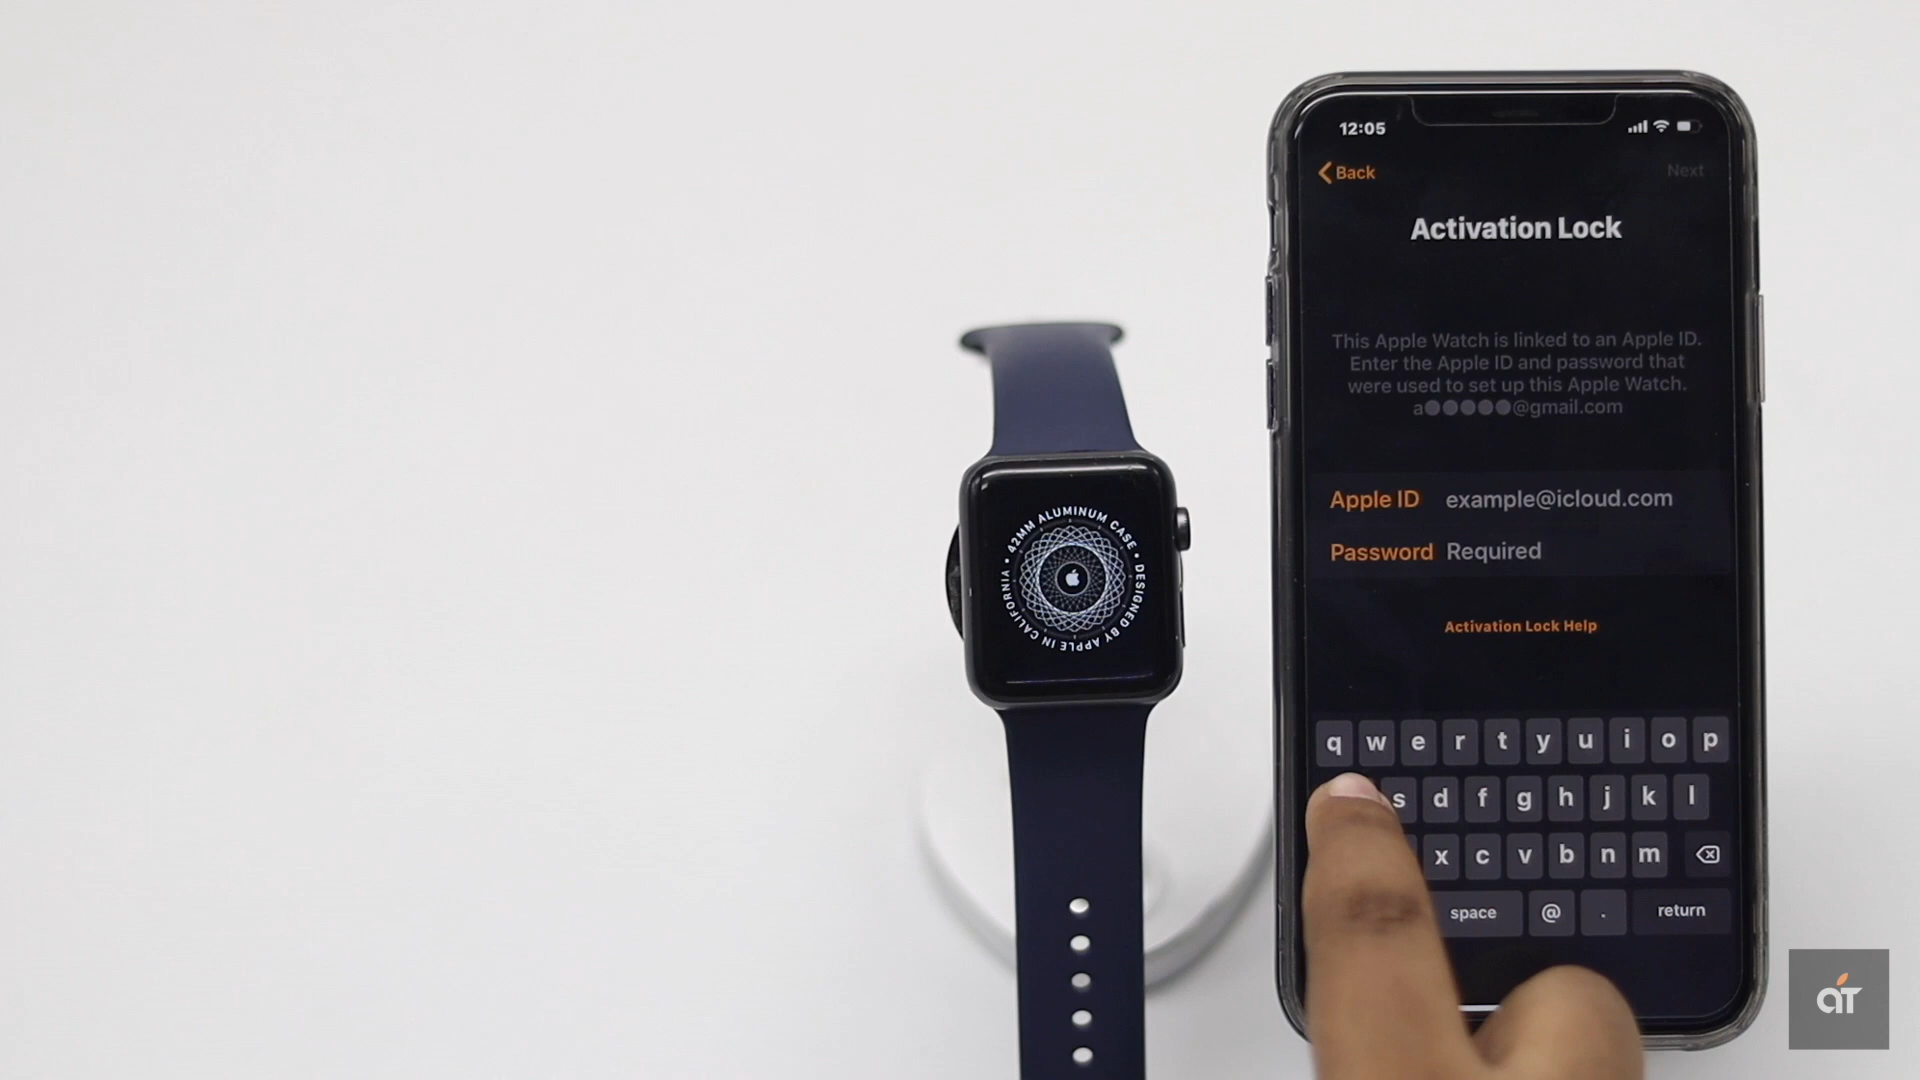 12:05
Back
Next
Activation Lock
This Apple Watch is linked to an Apple ID.
Enter the Apple ID and password that
were used to set up this Apple Watch.
a●●●●●@gmail.com
Apple ID example@icloud.com
Password Required
Activation Lock Help
q w e r t y u i o p
s d f g h j k l
x c v b n m
space @ . return
42MM ALUMINUM CASE • DESIGNED BY APPLE IN CALIFORNIA •
aT